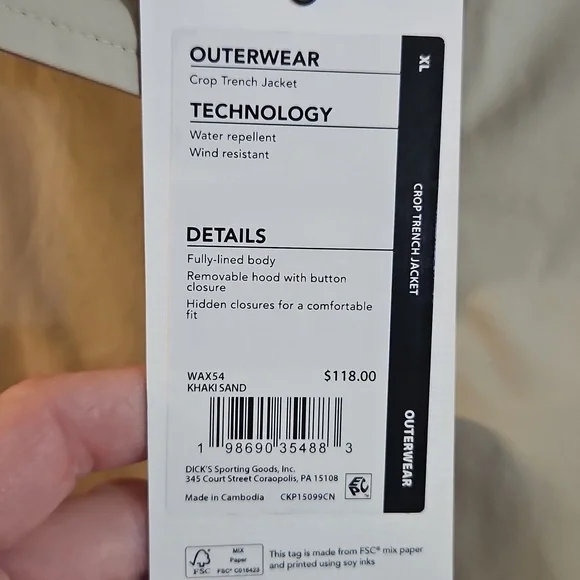 OUTERWEAR
Crop Trench Jacket
TECHNOLOGY
Water repellent
Wind resistant
DETAILS
Fully-lined body
Removable hood with button
closure
Hidden closures for a comfortable
fit
WAX54
$118.00
KHAKI SAND
1 98690 35488 3
DICK'S Sporting Goods, Inc.
345 Court Street Coraopolis, PA 15108
Made in Cambodia CKP15099CN
EPC
XL
CROP TRENCH JACKET
OUTERWEAR
FSC
MIX
Paper
FSC® C016423
This tag is made from FSC® mix paper
and printed using soy inks